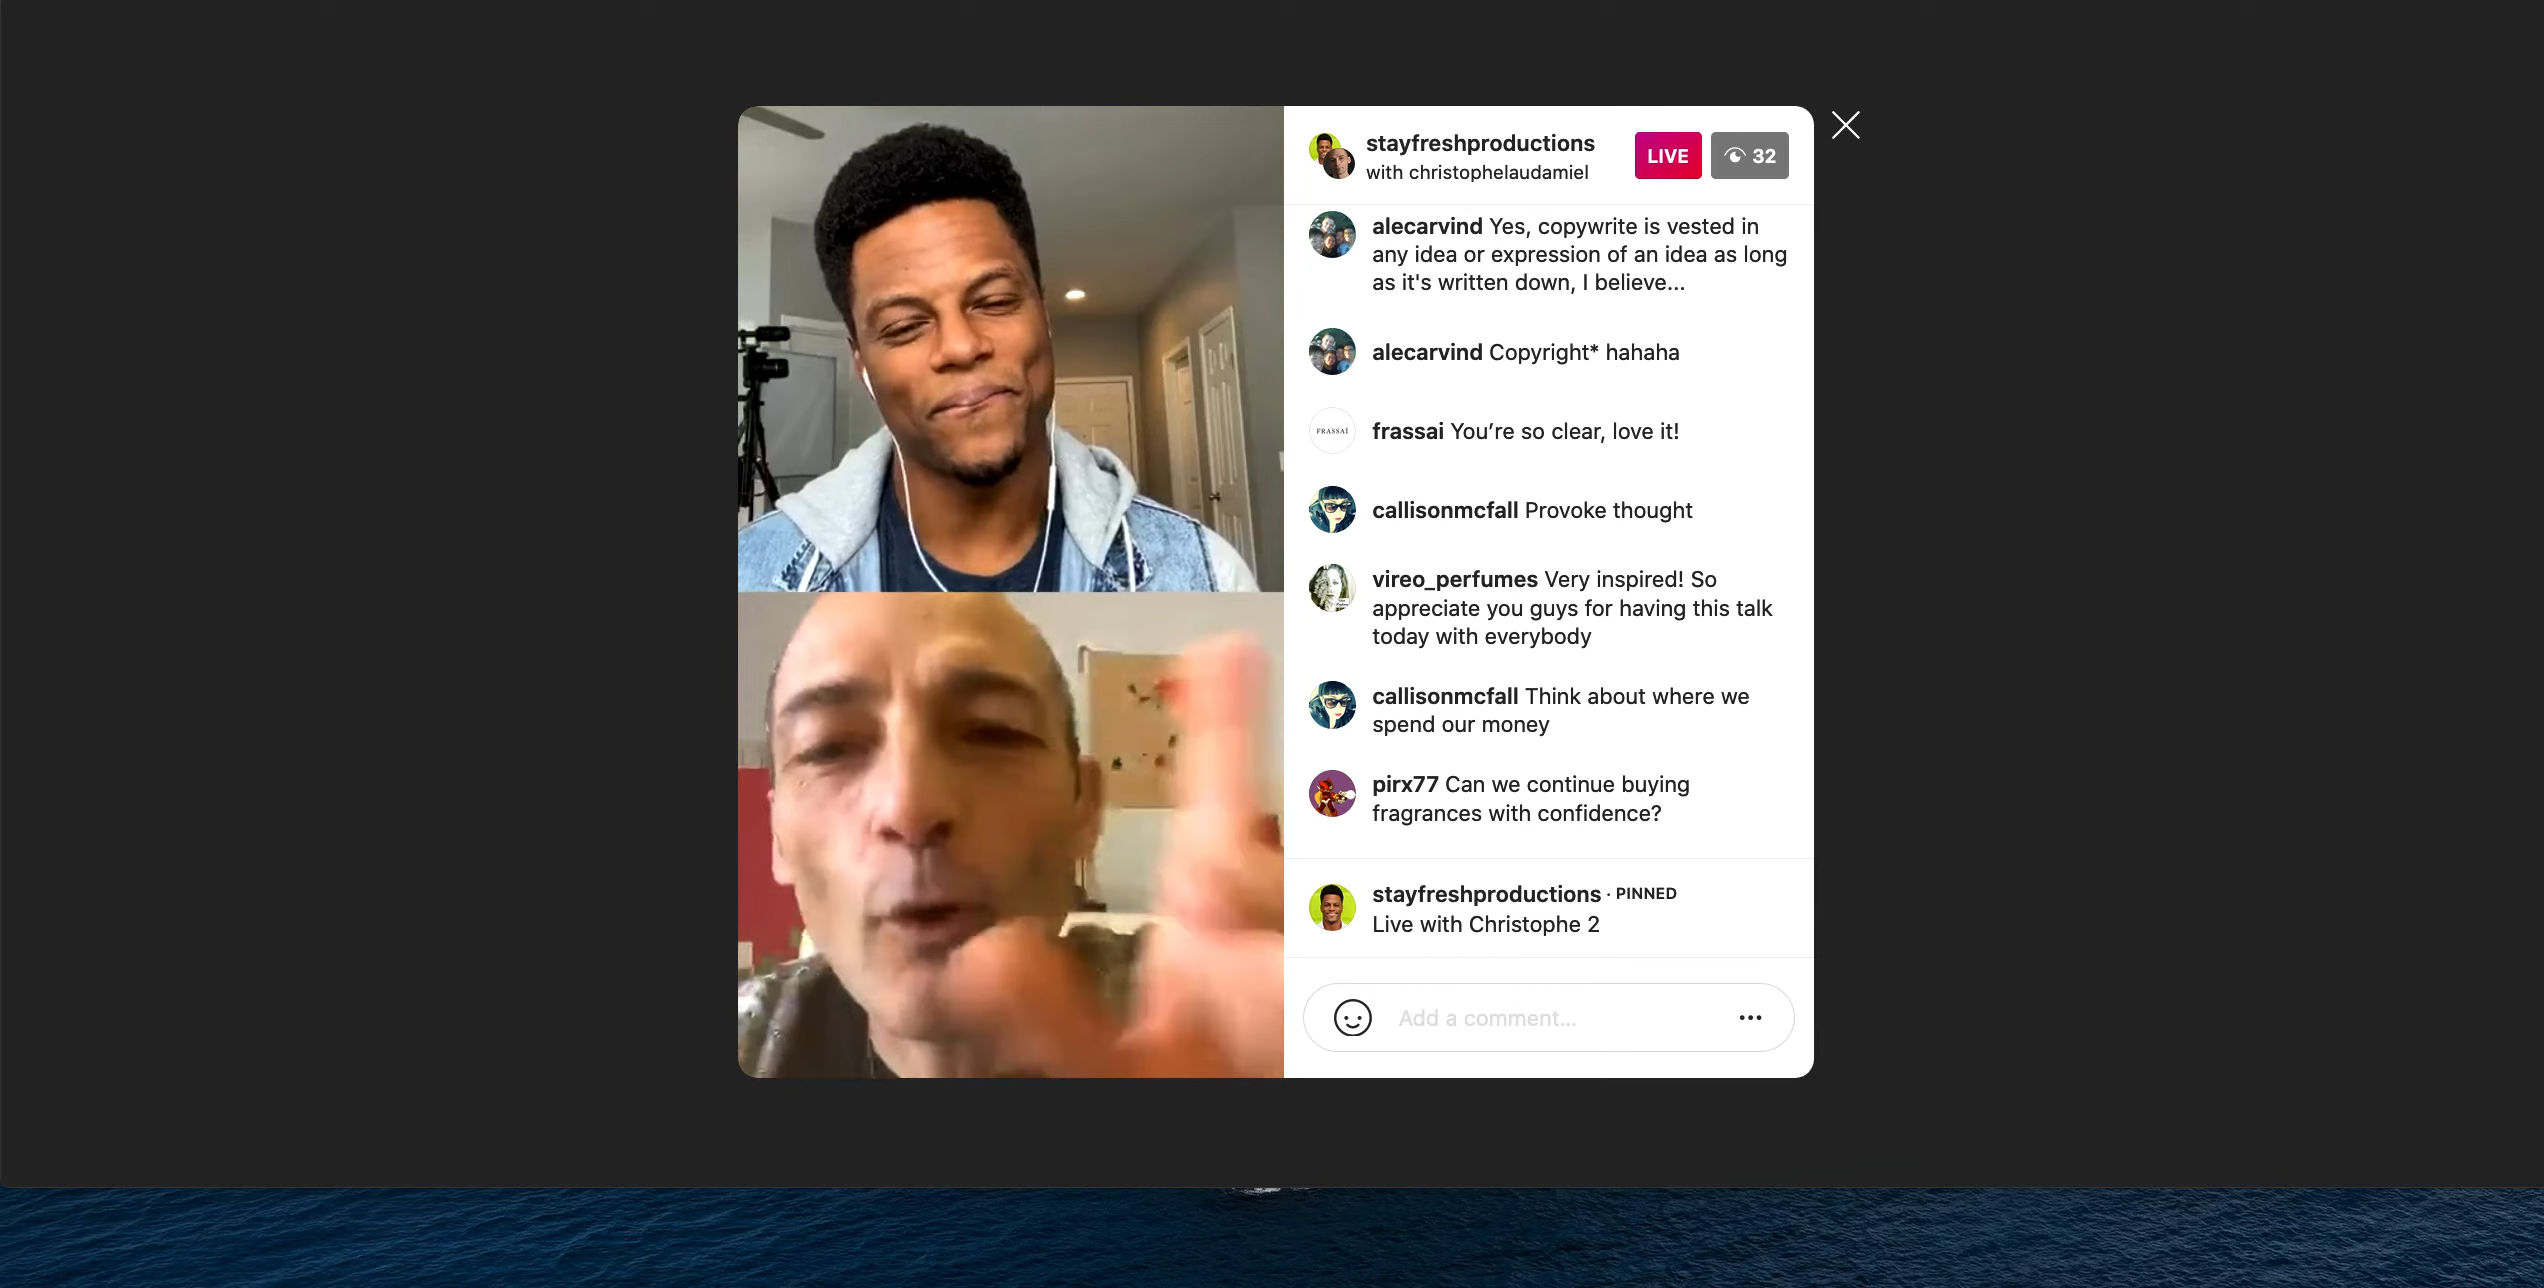 stayfreshproductions
with christophelaudamiel
LIVE
32
alecarvind Yes, copywrite is vested in
any idea or expression of an idea as long
as it's written down, I believe...
alecarvind Copyright* hahaha
FRASSAÏ
frassai You’re so clear, love it!
callisonmcfall Provoke thought
vireo_perfumes Very inspired! So
appreciate you guys for having this talk
today with everybody
callisonmcfall Think about where we
spend our money
pirx77 Can we continue buying
fragrances with confidence?
stayfreshproductions · PINNED
Live with Christophe 2
Add a comment...